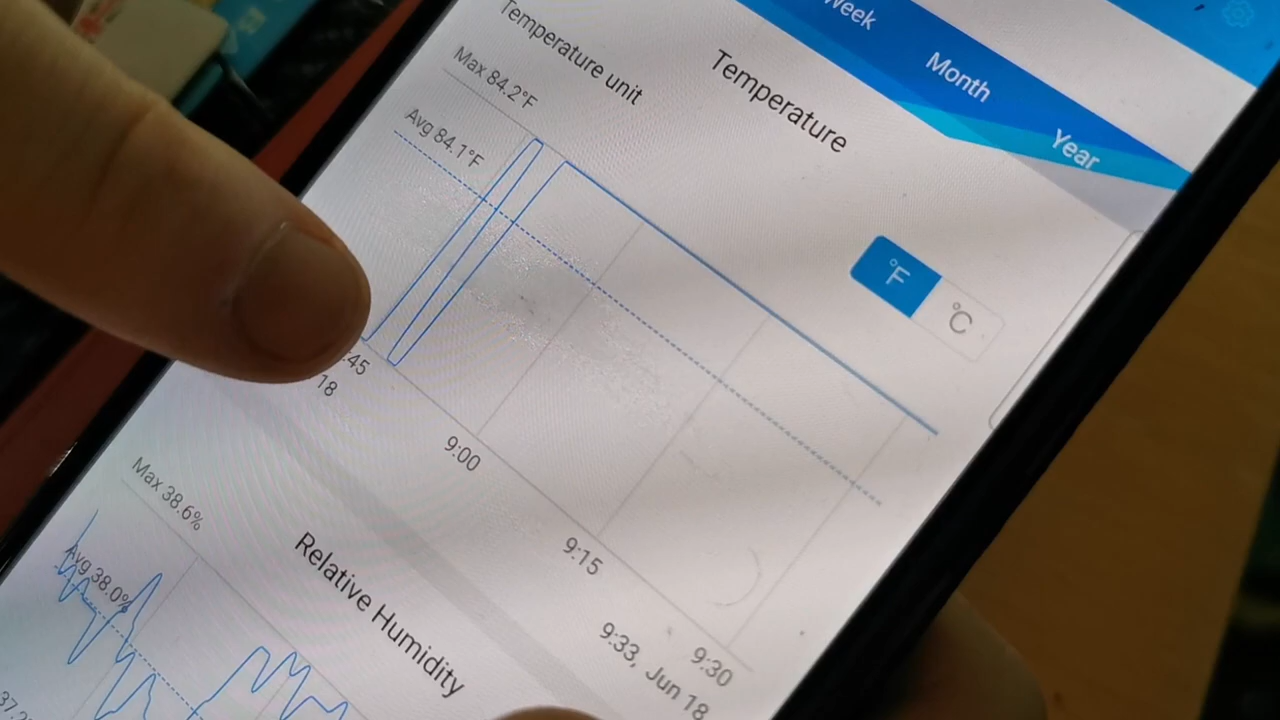 Week
Month
Year
Temperature
Temperature unit
°F
°C
Max 84.2°F
Avg 84.1°F
:45
18
9:00
9:15
9:30
9:33, Jun 18
Relative Humidity
Max 38.6%
Avg 38.0%